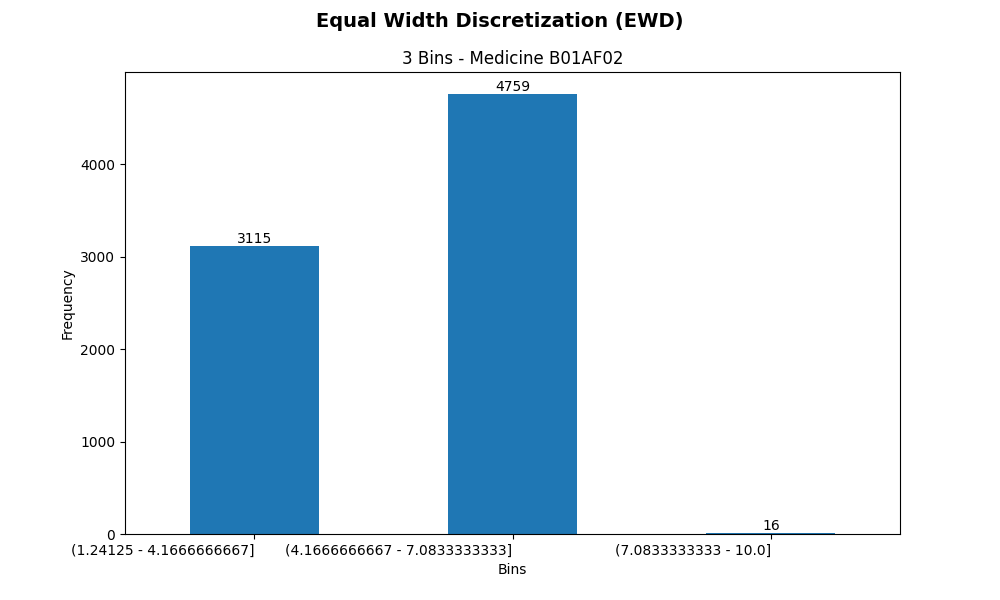 Equal Width Discretization (EWD)
3 Bins - Medicine B01AF02
4759
4000
3115
3000
Frequency
2000
1000
16
0
(1.24125 - 4.1666666667] (4.1666666667 - 7.0833333333] (7.0833333333 - 10.0]
Bins